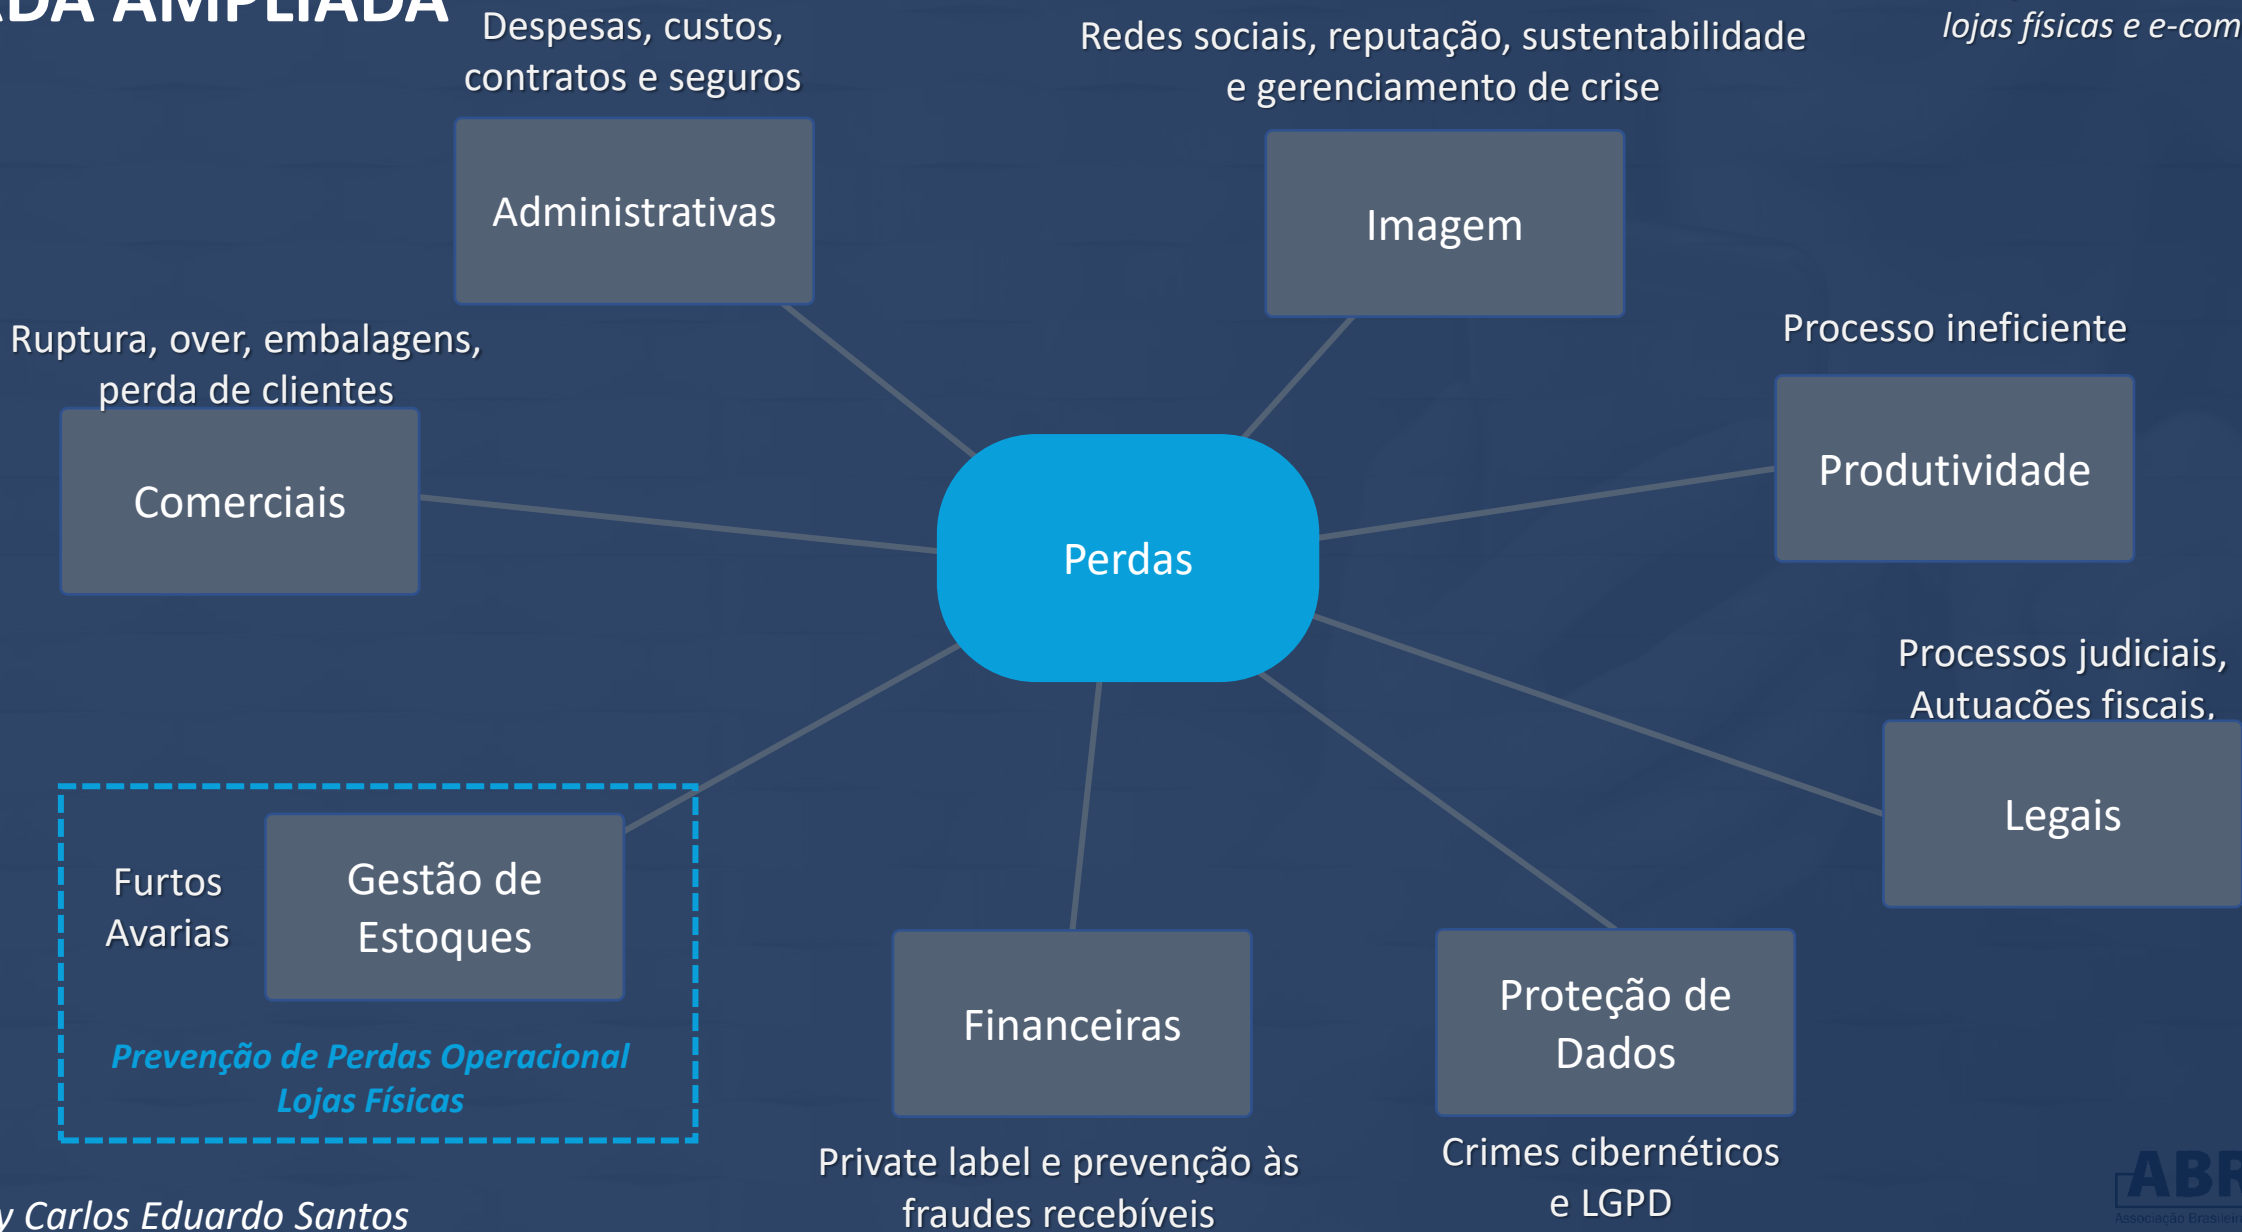 AMPLIADA
lojas físicas e
Despesas, custos,
contratos e seguros
Redes sociais, reputação, sustentabilidade
e gerenciamento de crise
Administrativas
Imagem
Ruptura, over, embalagens,
perda de clientes
Processo ineficiente
Comerciais
Produtividade
Perdas
Processos judiciais,
Autuações fiscais,
Legais
Furtos
Avarias
Gestão de
Estoques
Prevenção de Perdas Operacional
Lojas Físicas
Financeiras
Proteção de
Dados
Private label e prevenção às
fraudes recebíveis
Crimes cibernéticos
e LGPD
Carlos Eduardo Santos
Associação